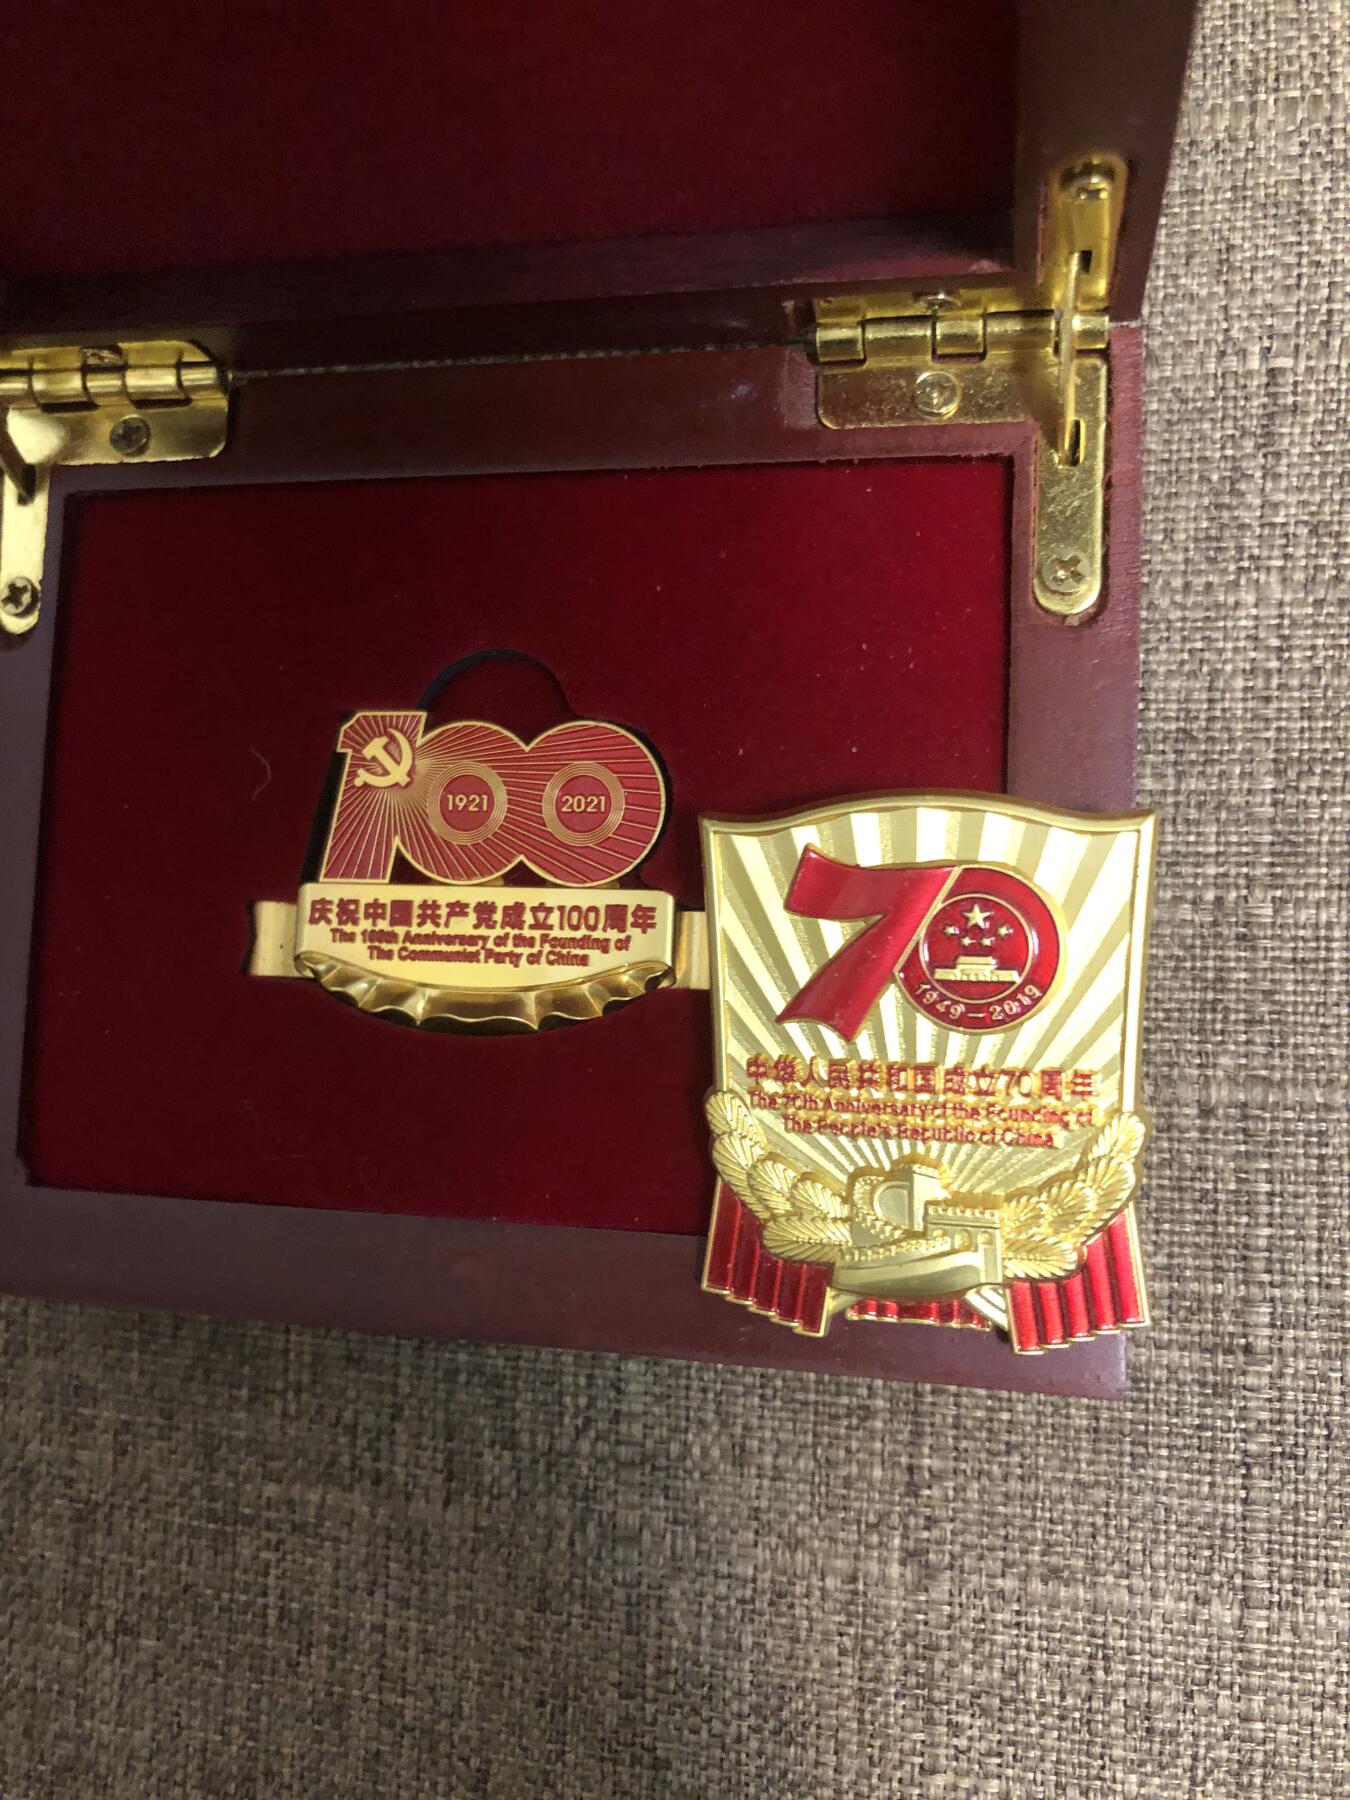 100
1921
2021
庆祝中国共产党成立100周年
The 100th Anniversary of the Founding of
The Communist Party of China
70
1949-2019
中华人民共和国成立70周年
The 70th Anniversary of the Founding of
The People's Republic of China